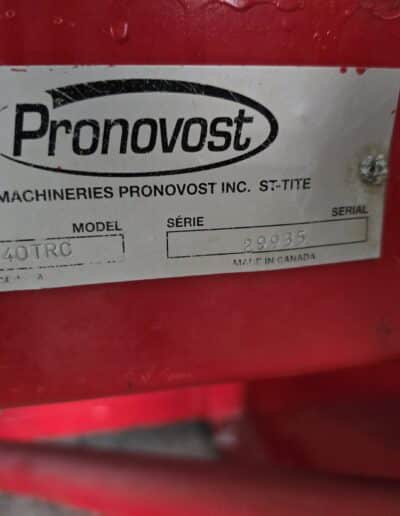 Pronovost
MACHINERIES PRONOVOST INC. ST-TITE
MODEL SÉRIE SERIAL
40TRC 29935
MADE IN CANADA